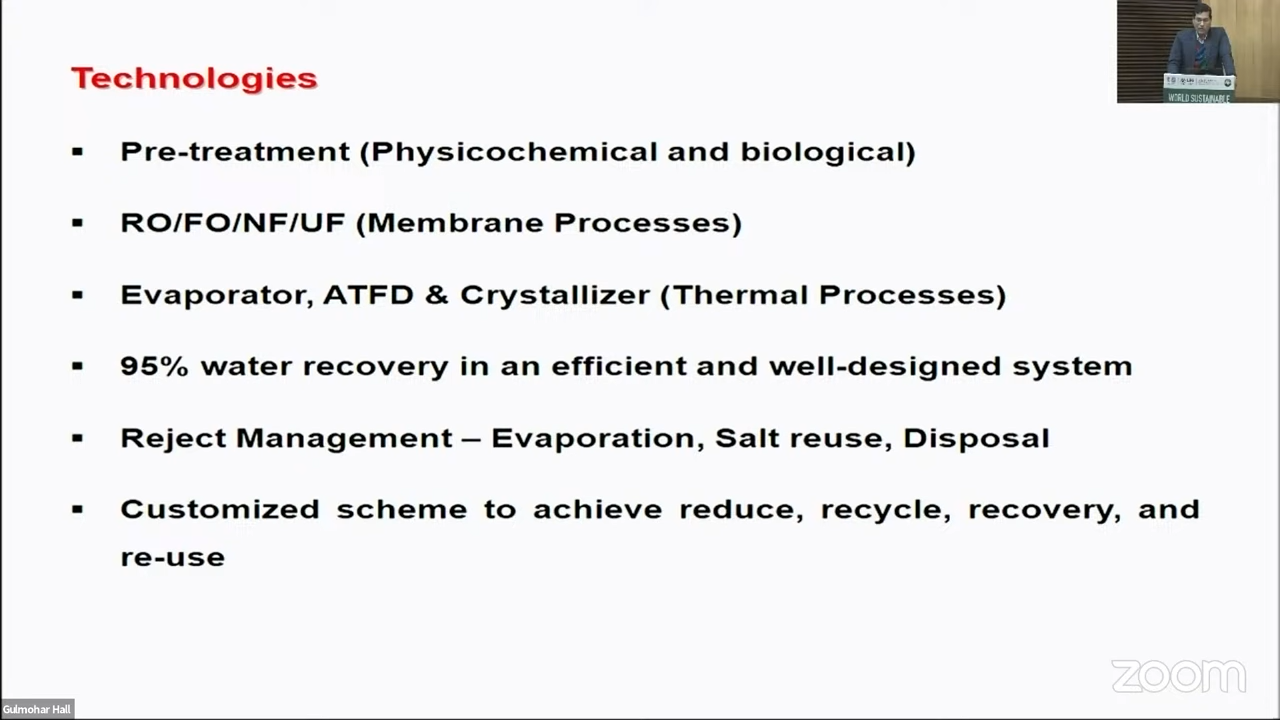 Technologies
▪ Pre-treatment (Physicochemical and biological)
▪ RO/FO/NF/UF (Membrane Processes)
▪ Evaporator, ATFD & Crystallizer (Thermal Processes)
▪ 95% water recovery in an efficient and well-designed system
▪ Reject Management – Evaporation, Salt reuse, Disposal
▪ Customized scheme to achieve reduce, recycle, recovery, and
re-use
WORLD SUSTAINABLE
zoom
Gulmohar Hall